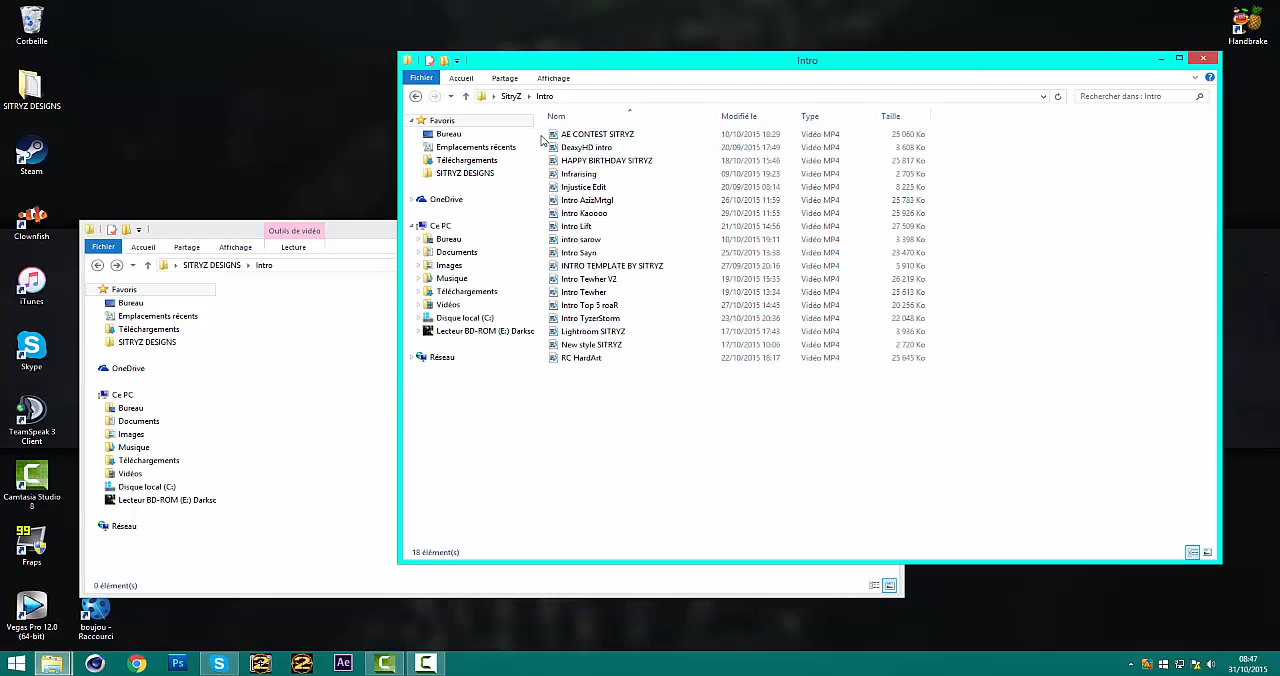 Corbeille
SITRYZ DESIGNS
Steam
Clownfish
iTunes
Skype
TeamSpeak 3
Client
Camtasia Studio
8
99
Fraps
Vegas Pro 12.0
(64-bit)
boujou -
Raccourci
Handbrake
Outils de vidéo
Fichier Accueil Partage Affichage Lecture
SITRYZ DESIGNS Intro
Favoris
Bureau
Emplacements récents
Téléchargements
SITRYZ DESIGNS
OneDrive
Ce PC
Bureau
Documents
Images
Musique
Téléchargements
Vidéos
Disque local (C:)
Lecteur BD-ROM (E:) Darksc
Réseau
0 élément(s)
Intro
Fichier Accueil Partage Affichage
SitryZ Intro
Rechercher dans : Intro
Favoris
Bureau
Emplacements récents
Téléchargements
SITRYZ DESIGNS
OneDrive
Ce PC
Bureau
Documents
Images
Musique
Téléchargements
Vidéos
Disque local (C:)
Lecteur BD-ROM (E:) Darksc
Réseau
Nom Modifié le Type Taille
AE CONTEST SITRYZ 10/10/2015 18:29 Vidéo MP4 25 060 Ko
DeaxyHD intro 20/09/2015 17:49 Vidéo MP4 3 608 Ko
HAPPY BIRTHDAY SITRYZ 18/10/2015 15:46 Vidéo MP4 25 817 Ko
Infrarising 09/10/2015 19:23 Vidéo MP4 2 705 Ko
Injustice Edit 20/09/2015 08:14 Vidéo MP4 8 225 Ko
Intro AzizMrtgl 26/10/2015 11:59 Vidéo MP4 25 783 Ko
Intro Kaoooo 29/10/2015 11:55 Vidéo MP4 25 926 Ko
Intro Lift 21/10/2015 14:56 Vidéo MP4 27 509 Ko
intro sarow 10/10/2015 19:11 Vidéo MP4 3 398 Ko
Intro Sayn 25/10/2015 13:38 Vidéo MP4 23 470 Ko
INTRO TEMPLATE BY SITRYZ 27/09/2015 20:16 Vidéo MP4 5 910 Ko
Intro Tewher V2 19/10/2015 15:35 Vidéo MP4 26 219 Ko
Intro Tewher 19/10/2015 13:34 Vidéo MP4 25 613 Ko
Intro Top 5 roaR 27/10/2015 14:45 Vidéo MP4 20 256 Ko
Intro TyzerStorm 23/10/2015 20:36 Vidéo MP4 22 048 Ko
Lightroom SITRYZ 17/10/2015 17:43 Vidéo MP4 3 936 Ko
New style SITRYZ 17/10/2015 10:06 Vidéo MP4 2 720 Ko
RC HardArt 22/10/2015 18:17 Vidéo MP4 25 645 Ko
18 élément(s)
Ps
Ae
08:47
31/10/2015